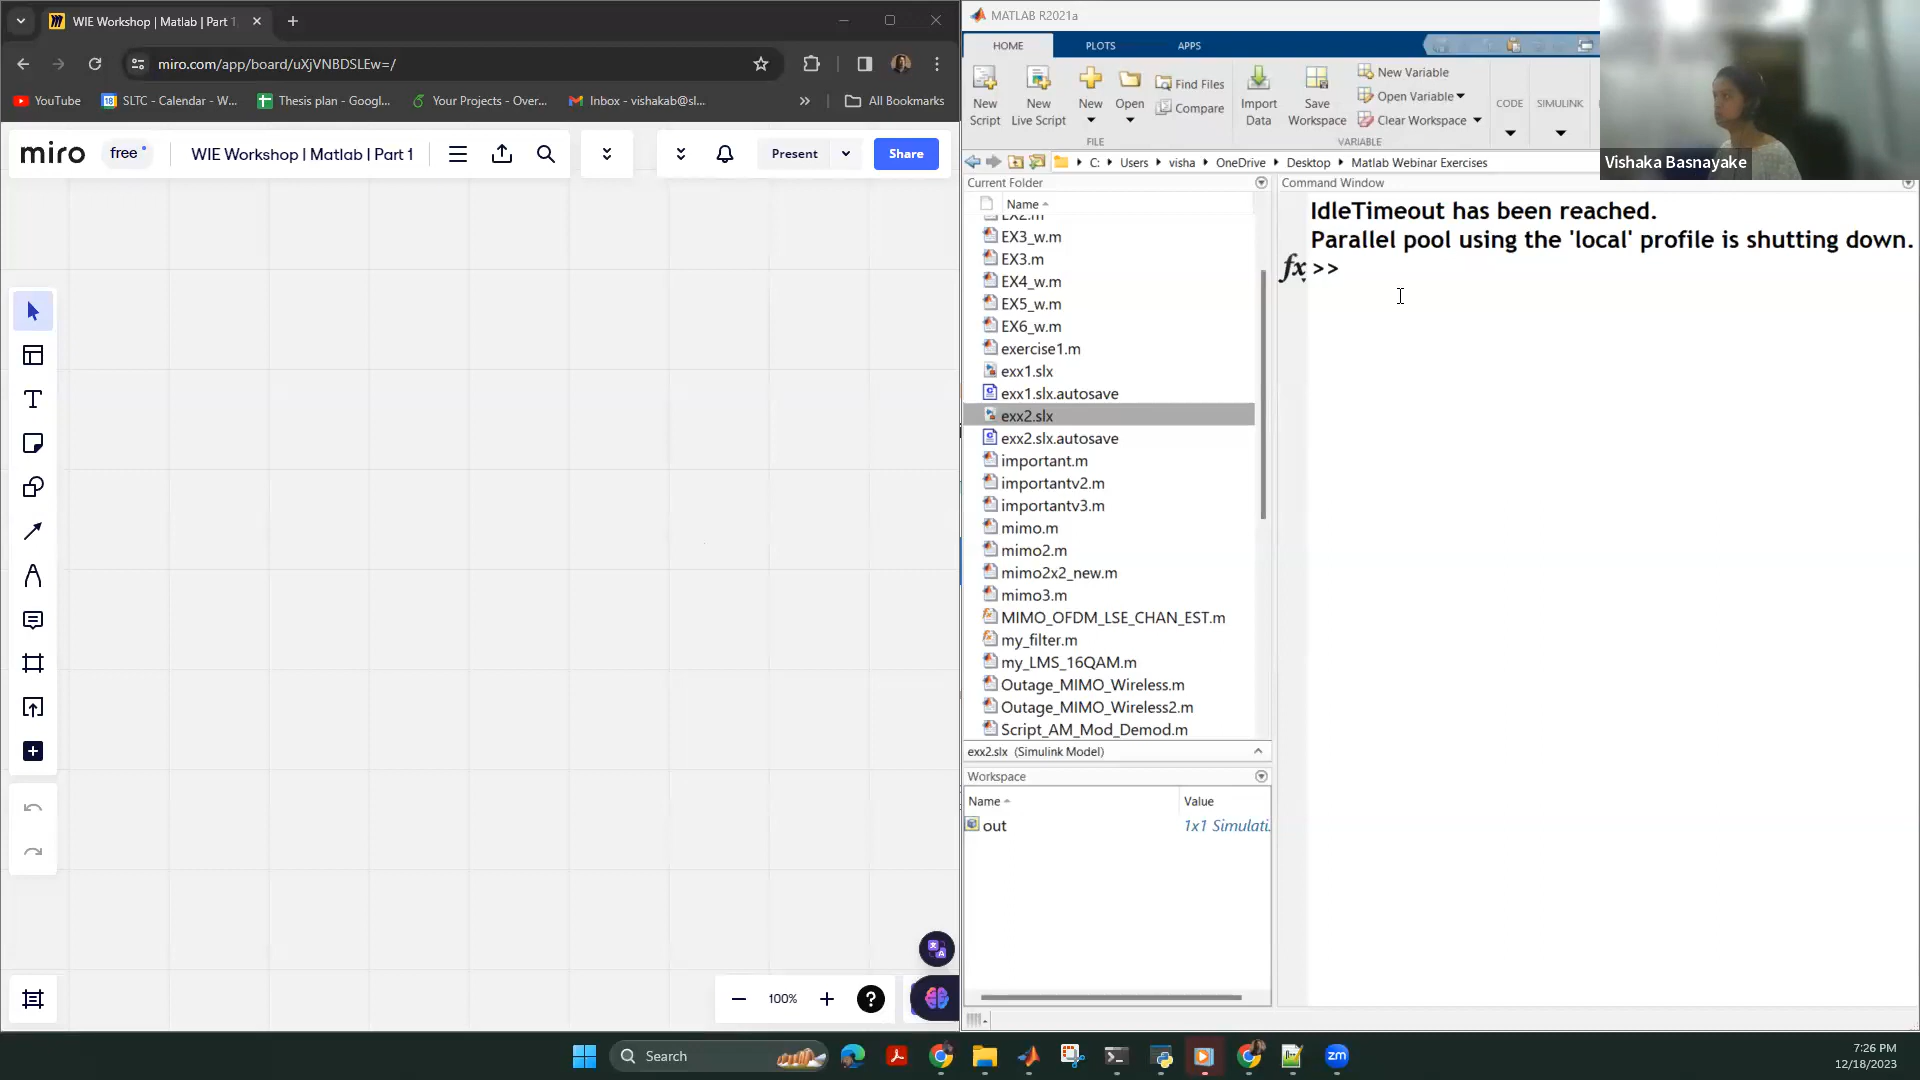 WIE Workshop | Matlab | Part 1
miro.com/app/board/uXjVNBDSLEw=/
YouTube
SLTC - Calendar - W...
Thesis plan - Googl...
Your Projects - Over...
Inbox - vishakab@sl...
All Bookmarks
miro
free
WIE Workshop | Matlab | Part 1
Present
Share
100%
?
MATLAB R2021a
HOME
PLOTS
APPS
New Script
New Live Script
New
Open
Find Files
Compare
Import Data
Save Workspace
New Variable
Open Variable
Clear Workspace
CODE
SIMULINK
FILE
VARIABLE
C:
Users
visha
OneDrive
Desktop
Matlab Webinar Exercises
Vishaka Basnayake
Current Folder
Name
EX2.m
EX3_w.m
EX3.m
EX4_w.m
EX5_w.m
EX6_w.m
exercise1.m
exx1.slx
exx1.slx.autosave
exx2.slx
exx2.slx.autosave
important.m
importantv2.m
importantv3.m
mimo.m
mimo2.m
mimo2x2_new.m
mimo3.m
MIMO_OFDM_LSE_CHAN_EST.m
my_filter.m
my_LMS_16QAM.m
Outage_MIMO_Wireless.m
Outage_MIMO_Wireless2.m
Script_AM_Mod_Demod.m
exx2.slx (Simulink Model)
Workspace
Name
Value
out
1x1 Simulati...
Command Window
IdleTimeout has been reached.
Parallel pool using the 'local' profile is shutting down.
fx >>
Search
zm
7:26 PM
12/18/2023